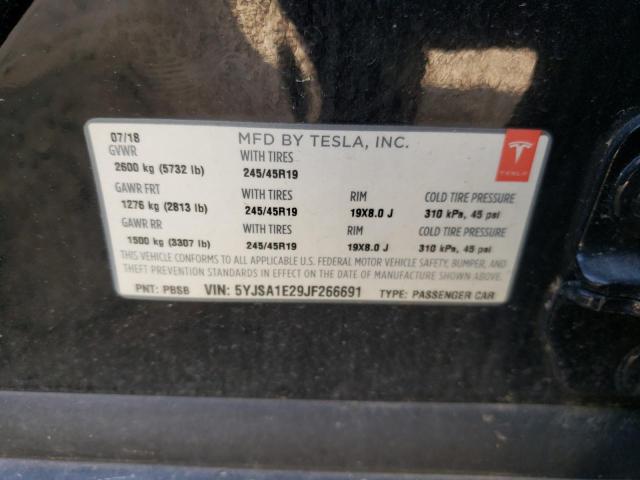 07/18 MFD BY TESLA, INC.
GVWR WITH TIRES
2600 kg (5732 lb) 245/45R19
GAWR FRT WITH TIRES RIM COLD TIRE PRESSURE
1276 kg (2813 lb) 245/45R19 19X8.0 J 310 kPa, 45 psi
GAWR RR WITH TIRES RIM COLD TIRE PRESSURE
1500 kg (3307 lb) 245/45R19 19X8.0 J 310 kPa, 45 psi
THIS VEHICLE CONFORMS TO ALL APPLICABLE U.S. FEDERAL MOTOR VEHICLE SAFETY, BUMPER, AND
THEFT PREVENTION STANDARDS IN EFFECT ON THE DATE OF MANUFACTURE SHOWN ABOVE.
PNT: PBSB VIN: 5YJSA1E29JF266691 TYPE: PASSENGER CAR
TESLA